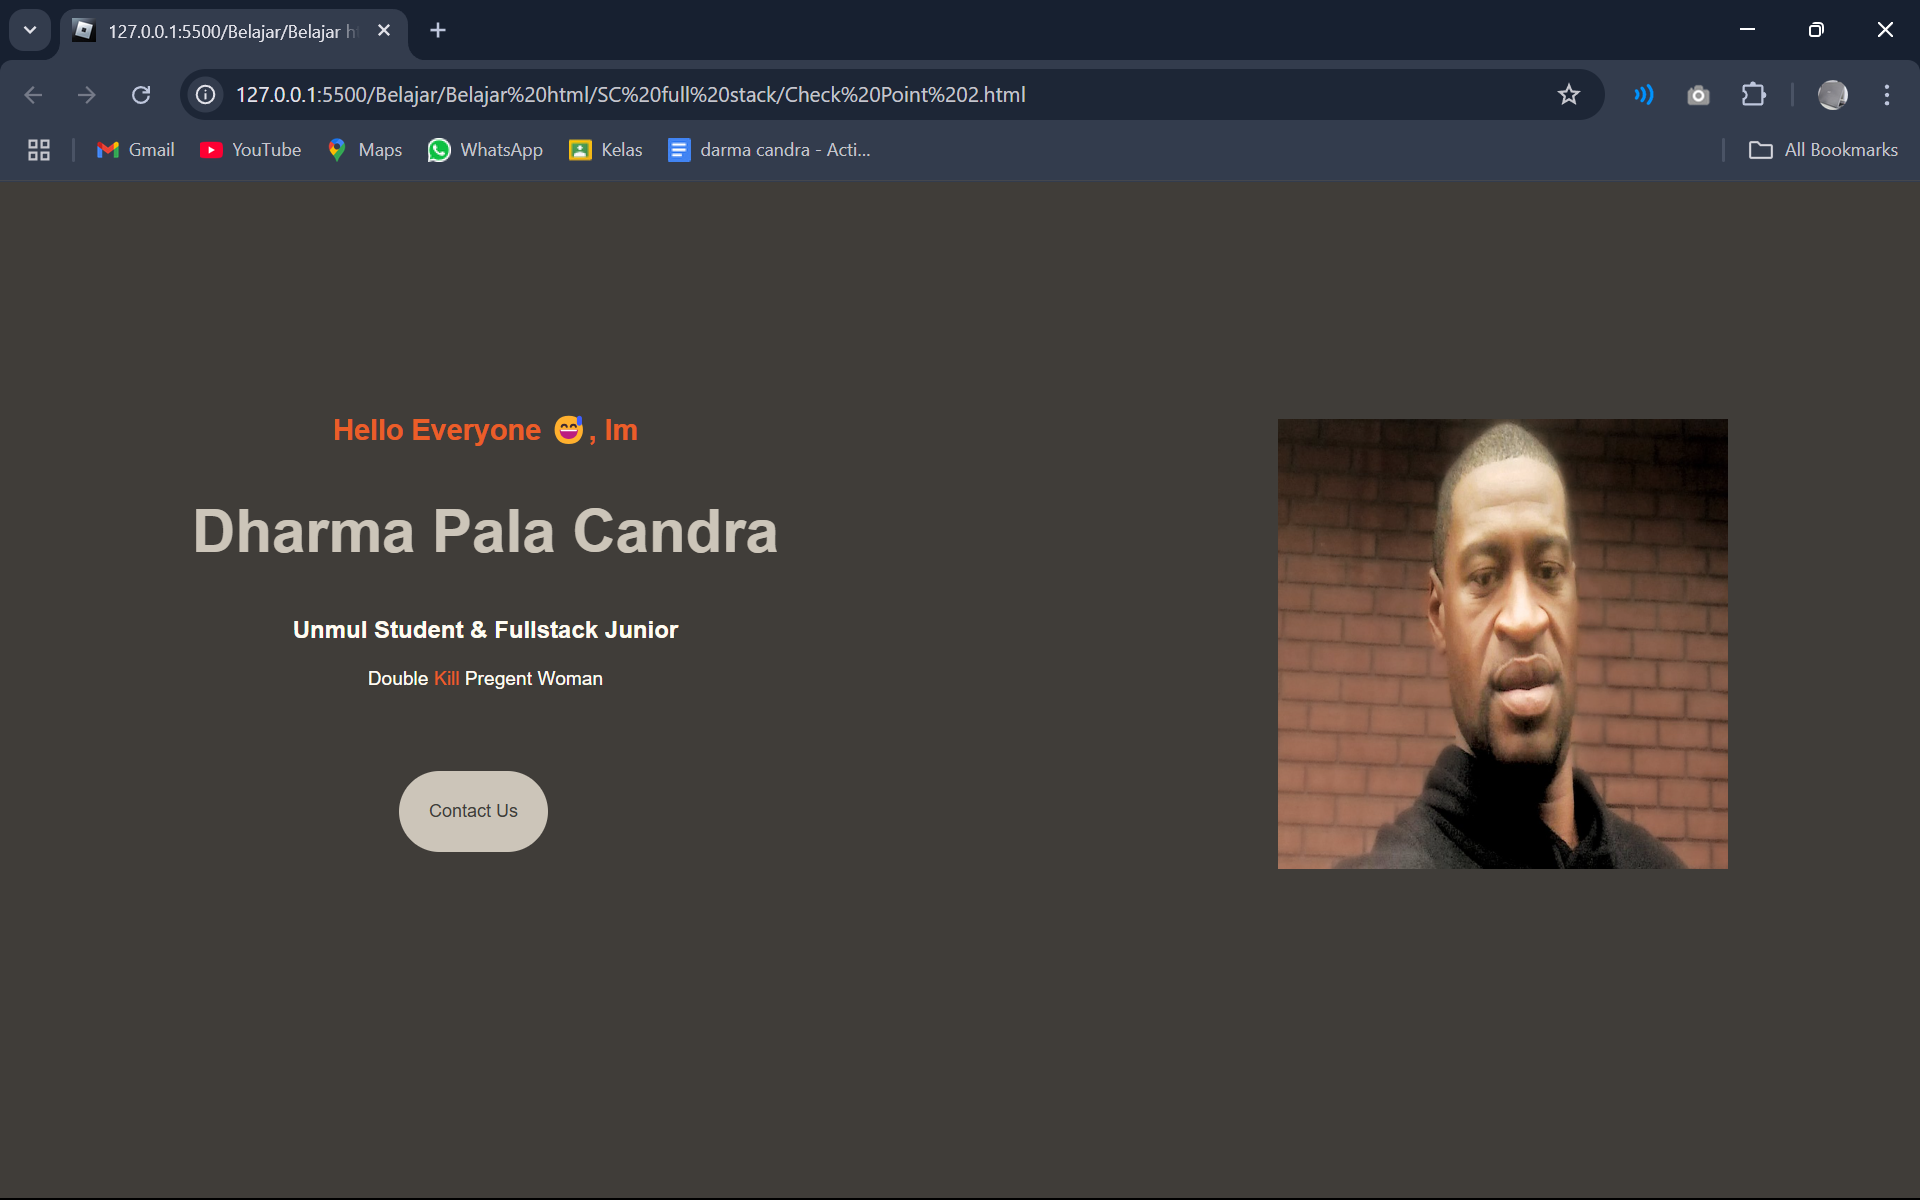 127.0.0.1:5500/Belajar/Belajar ht
127.0.0.1:5500/Belajar/Belajar%20html/SC%20full%20stack/Check%20Point%202.html
Gmail YouTube Maps WhatsApp Kelas darma candra - Acti... All Bookmarks
Hello Everyone 😅, Im
Dharma Pala Candra
Unmul Student & Fullstack Junior
Double Kill Pregent Woman
Contact Us